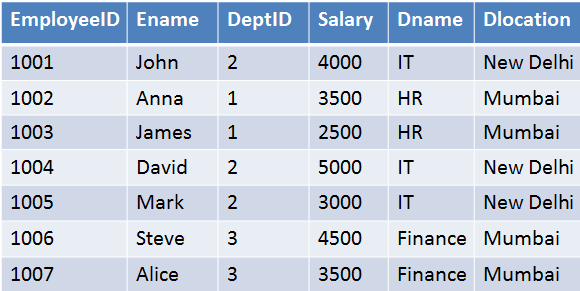 EmployeeID Ename DeptID Salary Dname Dlocation
1001 John 2 4000 IT New Delhi
1002 Anna 1 3500 HR Mumbai
1003 James 1 2500 HR Mumbai
1004 David 2 5000 IT New Delhi
1005 Mark 2 3000 IT New Delhi
1006 Steve 3 4500 Finance Mumbai
1007 Alice 3 3500 Finance Mumbai